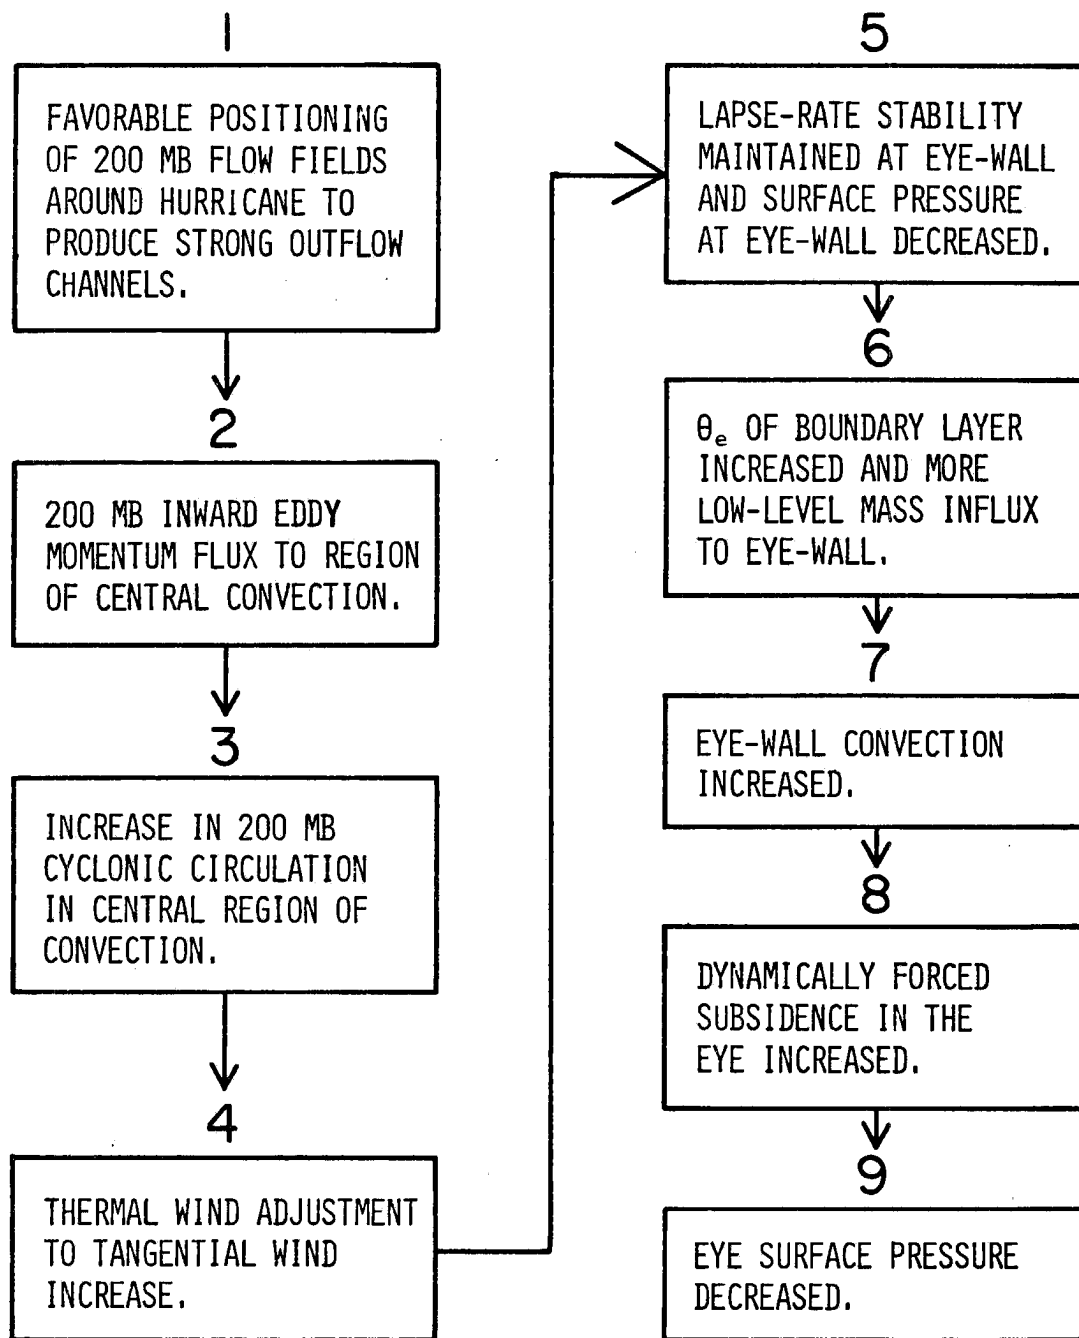 1
FAVORABLE POSITIONING
OF 200 MB FLOW FIELDS
AROUND HURRICANE TO
PRODUCE STRONG OUTFLOW
CHANNELS.
2
200 MB INWARD EDDY
MOMENTUM FLUX TO REGION
OF CENTRAL CONVECTION.
3
INCREASE IN 200 MB
CYCLONIC CIRCULATION
IN CENTRAL REGION OF
CONVECTION.
4
THERMAL WIND ADJUSTMENT
TO TANGENTIAL WIND
INCREASE.
5
LAPSE-RATE STABILITY
MAINTAINED AT EYE-WALL
AND SURFACE PRESSURE
AT EYE-WALL DECREASED.
6
θₑ OF BOUNDARY LAYER
INCREASED AND MORE
LOW-LEVEL MASS INFLUX
TO EYE-WALL.
7
EYE-WALL CONVECTION
INCREASED.
8
DYNAMICALLY FORCED
SUBSIDENCE IN THE
EYE INCREASED.
9
EYE SURFACE PRESSURE
DECREASED.